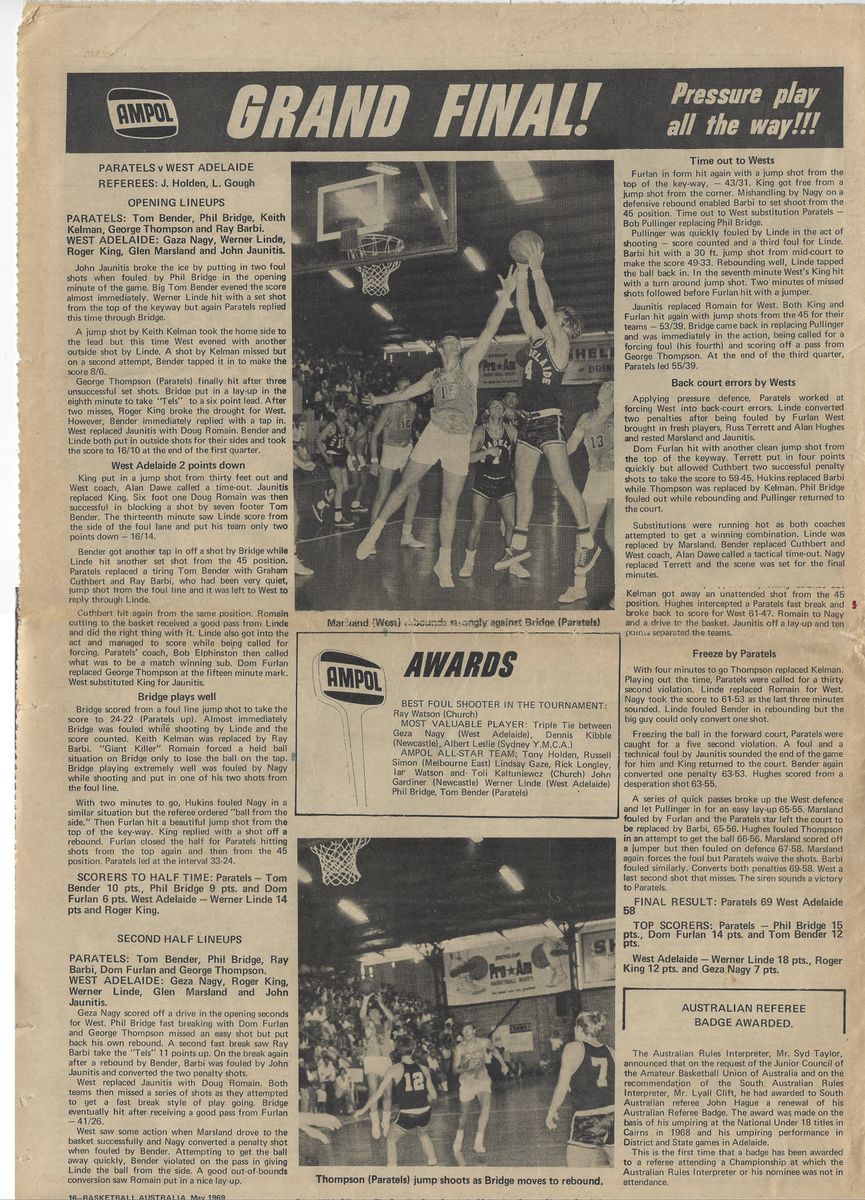 AMPOL
GRAND FINAL!
Pressure play
all the way!!!
PARATELS v WEST ADELAIDE
REFEREES: J. Holden, L. Gough
OPENING LINEUPS
PARATELS: Tom Bender, Phil Bridge, Keith
Kelman, George Thompson and Ray Barbi.
WEST ADELAIDE: Gaza Nagy, Werner Linde,
Roger King, Glen Marsland and John Jaunitis.
John Jaunitis broke the ice by putting in two foul
shots when fouled by Phil Bridge in the opening
minute of the game. Big Tom Bender evened the score
almost immediately. Werner Linde hit with a set shot
from the top of the keyway but again Paratels replied
this time through Bridge.
A jump shot by Keith Kelman took the home side to
the lead but this time West evened with another
outside shot by Linde. A shot by Kelman missed but
on a second attempt, Bender tapped it in to make the
score 8/6.
George Thompson (Paratels) finally hit after three
unsuccessful set shots. Bridge put in a lay-up in the
eighth minute to take "Tels" to a six point lead. After
two misses, Roger King broke the drought for West.
However, Bender immediately replied with a tap in.
West replaced Jaunitis with Doug Romain. Bender and
Linde both put in outside shots for their sides and took
the score to 16/10 at the end of the first quarter.
West Adelaide 2 points down
King put in a jump shot from thirty feet out and
West coach, Alan Dawe called a time-out. Jaunitis
replaced King. Six foot one Doug Romain was then
successful in blocking a shot by seven footer Tom
Bender. The thirteenth minute saw Linde score from
the side of the foul lane and put his team only two
points down – 16/14.
Bender got another tap in off a shot by Bridge while
Linde hit another set shot from the 45 position.
Paratels replaced a tiring Tom Bender with Graham
Cuthbert and Ray Barbi, who had been very quiet,
jump shot from the foul line and it was left to West to
reply through Linde.
Cuthbert hit again from the same position. Romain
cutting to the basket received a good pass from Linde
and did the right thing with it. Linde also got into the
act and managed to score while being called for
forcing. Paratels' coach, Bob Elphinston then called
what was to be a match winning sub. Dom Furlan
replaced George Thompson at the fifteen minute mark.
West substituted King for Jaunitis.
Bridge plays well
Bridge scored from a foul line jump shot to take the
score to 24-22 (Paratels up). Almost immediately
Bridge was fouled while shooting by Linde and the
score counted. Keith Kelman was replaced by Ray
Barbi. "Giant Killer" Romain forced a held ball
situation on Bridge only to lose the ball on the tap.
Bridge playing extremely well was fouled by Nagy
while shooting and put in one of his two shots from
the foul line.
With two minutes to go, Hukins fouled Nagy in a
similar situation but the referee ordered "ball from the
side." Then Furlan hit a beautiful jump shot from the
top of the key-way. King replied with a shot off a
rebound. Furlan closed the half for Paratels hitting
from the top again and then from the 45
position. Paratels led at the interval 33-24.
SCORERS TO HALF TIME: Paratels – Tom
Bender 10 pts., Phil Bridge 9 pts. and Dom
Furlan 6 pts. West Adelaide – Werner Linde 14
pts and Roger King.
SECOND HALF LINEUPS
PARATELS: Tom Bender, Phil Bridge, Ray
Barbi, Dom Furlan and George Thompson.
WEST ADELAIDE: Geza Nagy, Roger King,
Werner Linde, Glen Marsland and John
Jaunitis.
Geza Nagy scored off a drive in the opening seconds
for West. Phil Bridge fast breaking with Dom Furlan
and George Thompson missed an easy shot but put
back his own rebound. A second fast break saw Ray
Barbi take the "Tels" 11 points up. On the break again
after a rebound by Bender, Barbi was fouled by John
Jaunitis and converted the two penalty shots.
West replaced Jaunitis with Doug Romain. Both
teams then missed a series of shots as they attempted
to get a fast break style of play going. Bridge
eventually hit after receiving a good pass from Furlan
– 41/26.
West saw some action when Marsland drove to the
basket successfully and Nagy converted a penalty shot
when fouled by Bender. Attempting to get the ball
away quickly, Bender violated on the pass in giving
Linde the ball from the side. A good out-of-bounds
conversion saw Romain put in a nice lay-up.
16–BASKETBALL AUSTRALIA, May 1969
Marsland (West) rebounds strongly against Bridge (Paratels)
AMPOL
AWARDS
BEST FOUL SHOOTER IN THE TOURNAMENT:
Ray Watson (Church)
MOST VALUABLE PLAYER: Triple Tie between
Geza Nagy (West Adelaide), Dennis Kibble
(Newcastle), Albert Leslie (Sydney Y.M.C.A.)
AMPOL ALL-STAR TEAM; Tony Holden, Russell
Simon (Melbourne East) Lindsay Gaze, Rick Longley,
Iar Watson and Toli Kaltuniewcz (Church) John
Gardiner (Newcastle) Werner Linde (West Adelaide)
Phil Bridge, Tom Bender (Paratels)
Pro★Am
12
7
Thompson (Paratels) jump shoots as Bridge moves to rebound.
Time out to Wests
Furlan in form hit again with a jump shot from the
top of the key-way, – 43/31. King got free from a
jump shot from the corner. Mishandling by Nagy on a
defensive rebound enabled Barbi to set shoot from the
45 position. Time out to West substitution Paratels –
Bob Pullinger replacing Phil Bridge.
Pullinger was quickly fouled by Linde in the act of
shooting – score counted and a third foul for Linde.
Barbi hit with a 30 ft. jump shot from mid-court to
make the score 49-33. Rebounding well, Linde tapped
the ball back in. In the seventh minute West's King hit
with a turn around jump shot. Two minutes of missed
shots followed before Furlan hit with a jumper.
Jaunitis replaced Romain for West. Both King and
Furlan hit again with jump shots from the 45 for their
teams – 53/39. Bridge came back in replacing Pullinger
and was immediately in the action, being called for a
forcing foul (his fourth) and scoring off a pass from
George Thompson. At the end of the third quarter,
Paratels led 55/39.
Back court errors by Wests
Applying pressure defence, Paratels worked at
forcing West into back-court errors. Linde converted
two penalties after being fouled by Furlan West
brought in fresh players, Russ Terrett and Alan Hughes
and rested Marsland and Jaunitis.
Dom Furlan hit with another clean jump shot from
the top of the keyway. Terrett put in four points
quickly but allowed Cuthbert two successful penalty
shots to take the score to 59-45. Hukins replaced Barbi
while Thompson was replaced by Kelman. Phil Bridge
fouled out while rebounding and Pullinger returned to
the court.
Substitutions were running hot as both coaches
attempted to get a winning combination. Linde was
replaced by Marsland. Bender replaced Cuthbert and
West coach, Alan Dawe called a tactical time-out. Nagy
replaced Terrett and the scene was set for the final
minutes.
Kelman got away an unattended shot from the 45
position. Hughes intercepted a Paratels fast break and
broke back to score for West 61-47. Romain to Nagy
and a drive to the basket. Jaunitis off a lay-up and ten
points separated the teams.
Freeze by Paratels
With four minutes to go Thompson replaced Kelman.
Playing out the time, Paratels were called for a thirty
second violation. Linde replaced Romain for West.
Nagy took the score to 61-53 as the last three minutes
sounded. Linde fouled Bender in rebounding but the
big guy could only convert one shot.
Freezing the ball in the forward court, Paratels were
called for a five second violation. A foul and a
technical foul by Jaunitis sounded the end of the game
for him and King returned to the court. Bender again
converted one penalty 63-53. Hughes scored from a
desperation shot 63-55.
A series of quick passes broke up the West defence
and let Pullinger in for an easy lay-up 65-55. Marsland
fouled by Furlan and the Paratels star left the court to
be replaced by Barbi, 65-56. Hughes fouled Thompson
in an attempt to get the ball 66-56. Marsland scored off
a jumper but then fouled on defence 67-58. Marsland
again forces the foul but Paratels waive the shots. Barbi
fouled similarly. Converts both penalties 69-58. West a
last second shot that misses. The siren sounds a victory
to Paratels.
FINAL RESULT: Paratels 69 West Adelaide
58
TOP SCORERS: Paratels – Phil Bridge 15
pts., Dom Furlan 14 pts. and Tom Bender 12
pts.
West Adelaide – Werner Linde 18 pts., Roger
King 12 pts. and Geza Nagy 7 pts.
AUSTRALIAN REFEREE
BADGE AWARDED.
The Australian Rules Interpreter, Mr. Syd Taylor,
announced that on the request of the Junior Council of
the Amateur Basketball Union of Australia and on the
recommendation of the South Australian Rules
Interpreter, Mr. Lyall Clift, he had awarded to South
Australian referee John Hague a renewal of his
Australian Referee Badge. The award was made on the
basis of his umpiring at the National Under 18 titles in
Cairns in 1968 and his umpiring performance in
District and State games in Adelaide.
This is the first time that a badge has been awarded
to a referee attending a Championship at which the
Australian Rules Interpreter or his nominee was not in
attendance.